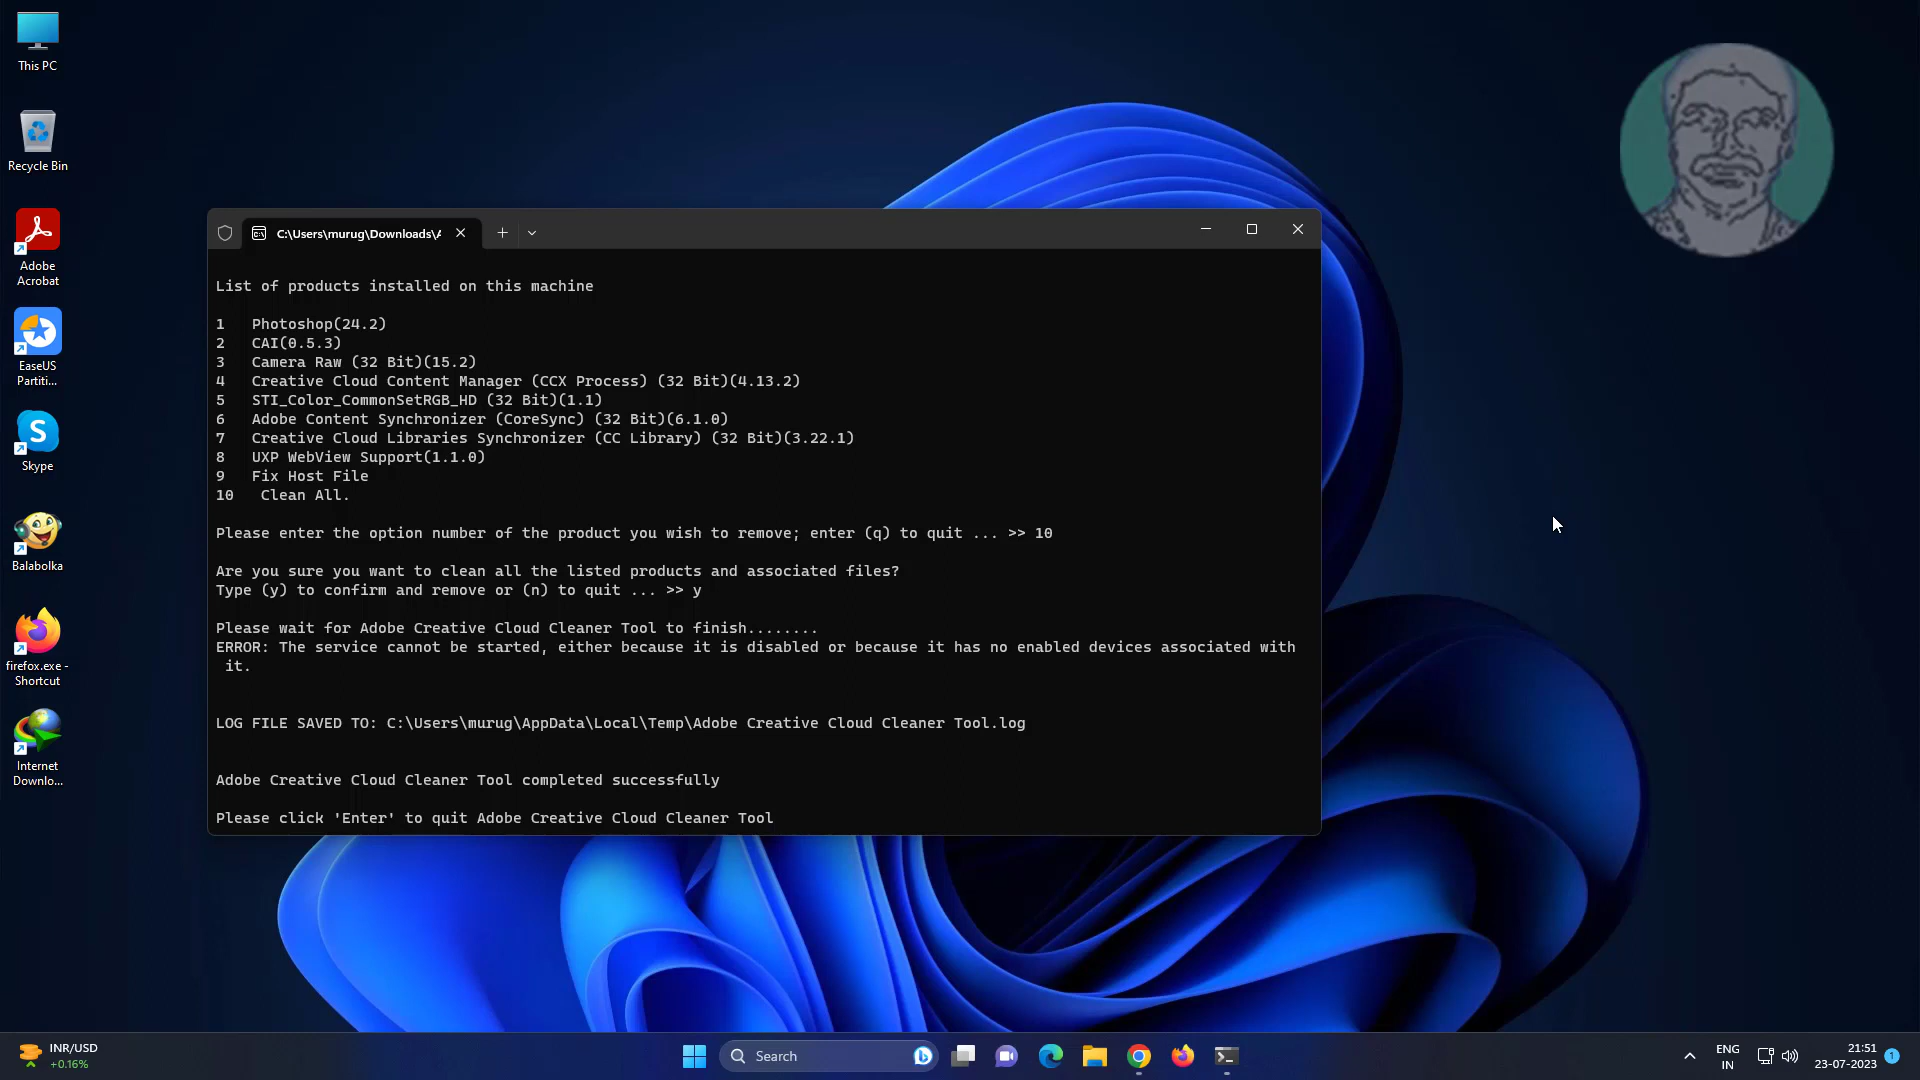 This PC
Recycle Bin
Adobe
Acrobat
EaseUS
Partiti...
Skype
Balabolka
firefox.exe -
Shortcut
Internet
Downlo...
C:\Users\murug\Downloads\A
List of products installed on this machine
1 Photoshop(24.2)
2 CAI(0.5.3)
3 Camera Raw (32 Bit)(15.2)
4 Creative Cloud Content Manager (CCX Process) (32 Bit)(4.13.2)
5 STI_Color_CommonSetRGB_HD (32 Bit)(1.1)
6 Adobe Content Synchronizer (CoreSync) (32 Bit)(6.1.0)
7 Creative Cloud Libraries Synchronizer (CC Library) (32 Bit)(3.22.1)
8 UXP WebView Support(1.1.0)
9 Fix Host File
10 Clean All.
Please enter the option number of the product you wish to remove; enter (q) to quit ... >> 10
Are you sure you want to clean all the listed products and associated files?
Type (y) to confirm and remove or (n) to quit ... >> y
Please wait for Adobe Creative Cloud Cleaner Tool to finish........
ERROR: The service cannot be started, either because it is disabled or because it has no enabled devices associated with
it.
LOG FILE SAVED TO: C:\Users\murug\AppData\Local\Temp\Adobe Creative Cloud Cleaner Tool.log
Adobe Creative Cloud Cleaner Tool completed successfully
Please click 'Enter' to quit Adobe Creative Cloud Cleaner Tool
INR/USD
+0.16%
Search
ENG
IN
21:51
23-07-2023
1